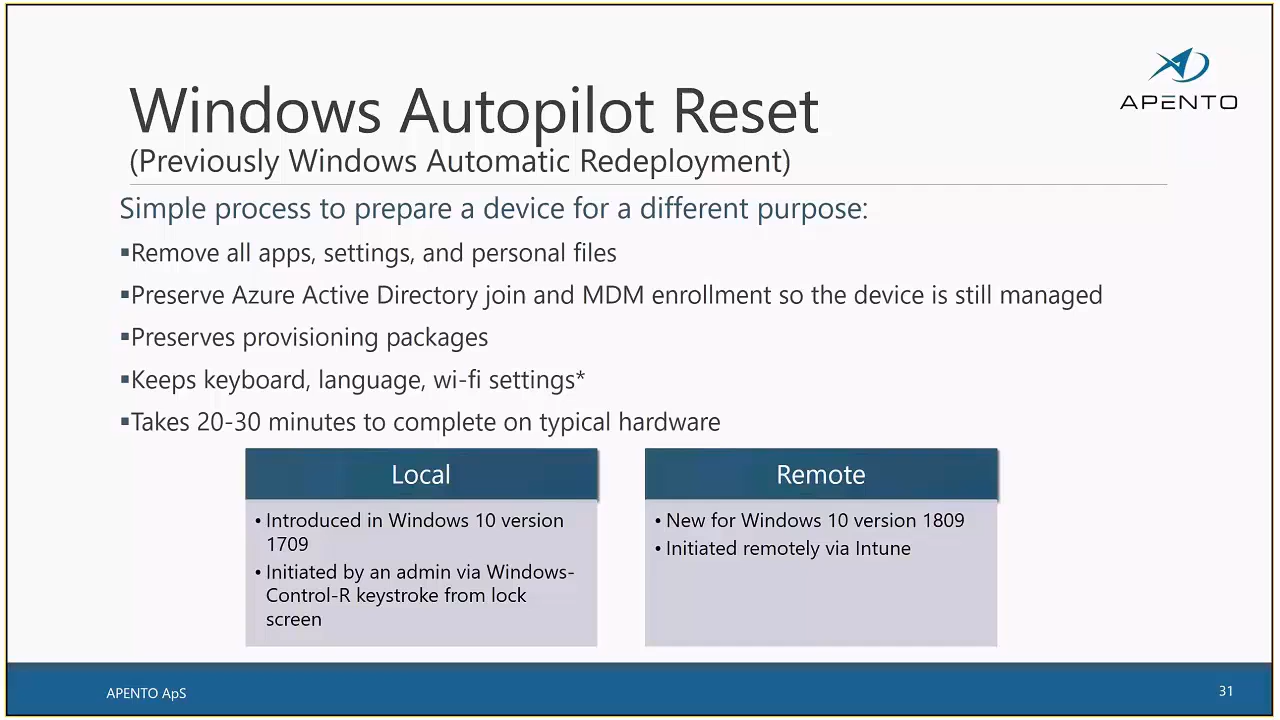 APENTO
Windows Autopilot Reset
(Previously Windows Automatic Redeployment)
Simple process to prepare a device for a different purpose:
▪Remove all apps, settings, and personal files
▪Preserve Azure Active Directory join and MDM enrollment so the device is still managed
▪Preserves provisioning packages
▪Keeps keyboard, language, wi-fi settings*
▪Takes 20-30 minutes to complete on typical hardware
Local
• Introduced in Windows 10 version
1709
• Initiated by an admin via Windows-
Control-R keystroke from lock
screen
Remote
• New for Windows 10 version 1809
• Initiated remotely via Intune
APENTO ApS
31